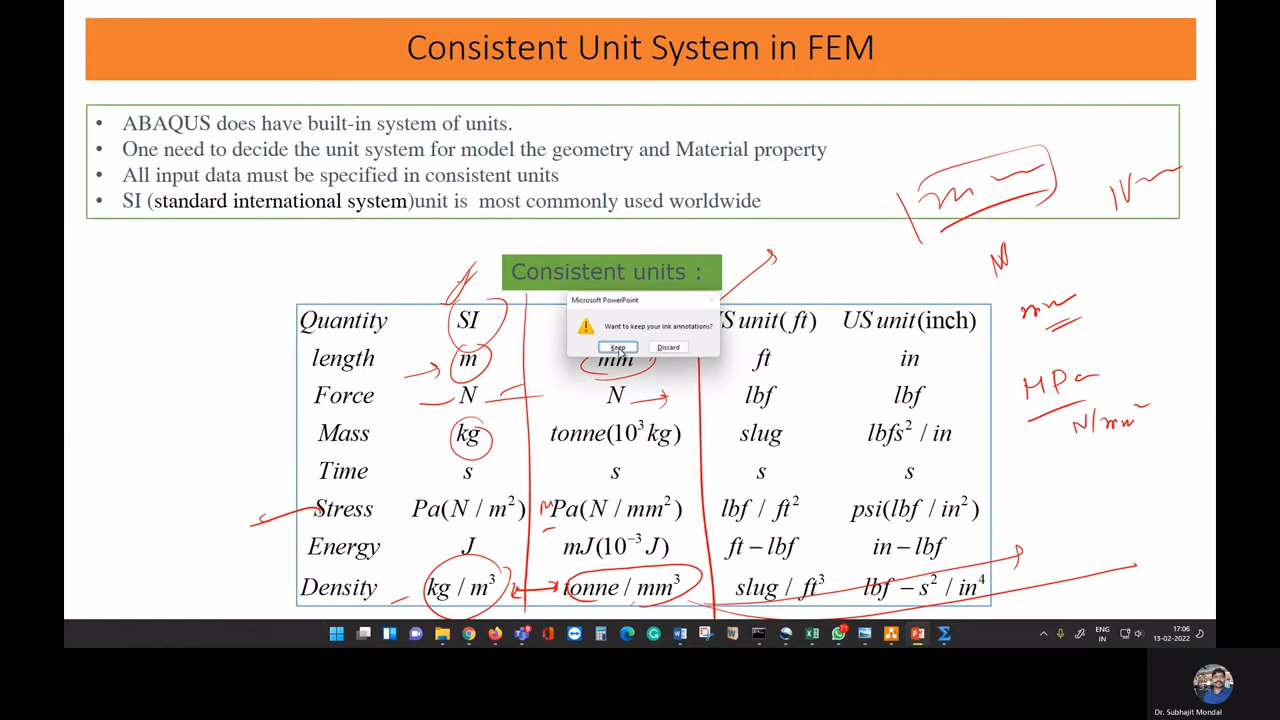 Consistent Unit System in FEM
• ABAQUS does have built-in system of units.
• One need to decide the unit system for model the geometry and Material property
• All input data must be specified in consistent units
• SI (standard international system)unit is most commonly used worldwide
m
N
Consistent units :
Microsoft PowerPoint
Want to keep your ink annotations?
Keep Discard
Quantity SI S unit( ft) US unit(inch)
length m mm ft in
Force N N lbf lbf
Mass kg tonne(10³ kg) slug lbfs² / in
Time s s s s
Stress Pa(N / m²) MPa(N / mm²) lbf / ft² psi(lbf / in²)
Energy J mJ(10⁻³ J) ft – lbf in – lbf
Density kg / m³ tonne / mm³ slug / ft³ lbf – s² / in⁴
mm
MPa
N/mm²
71
ENG
IN
17:06
13-02-2022
Dr. Subhajit Mondal